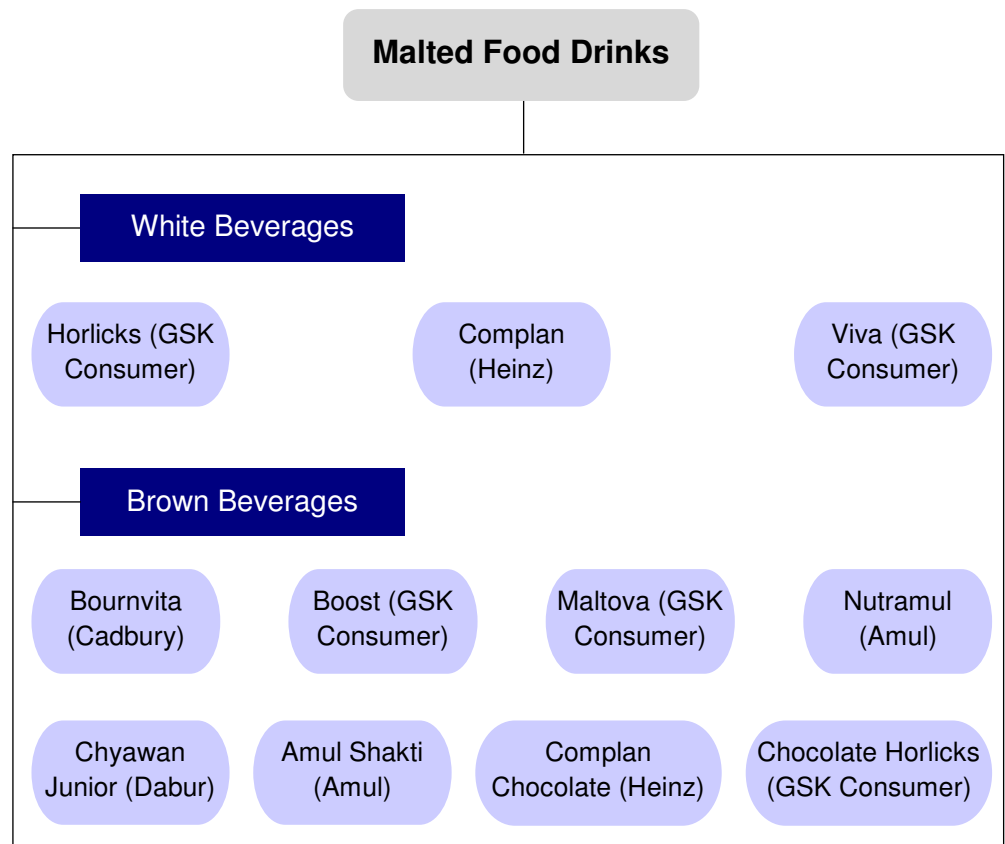 Malted Food Drinks
White Beverages
Horlicks (GSK
Consumer)
Complan
(Heinz)
Viva (GSK
Consumer)
Brown Beverages
Bournvita
(Cadbury)
Boost (GSK
Consumer)
Maltova (GSK
Consumer)
Nutramul
(Amul)
Chyawan
Junior (Dabur)
Amul Shakti
(Amul)
Complan
Chocolate (Heinz)
Chocolate Horlicks
(GSK Consumer)